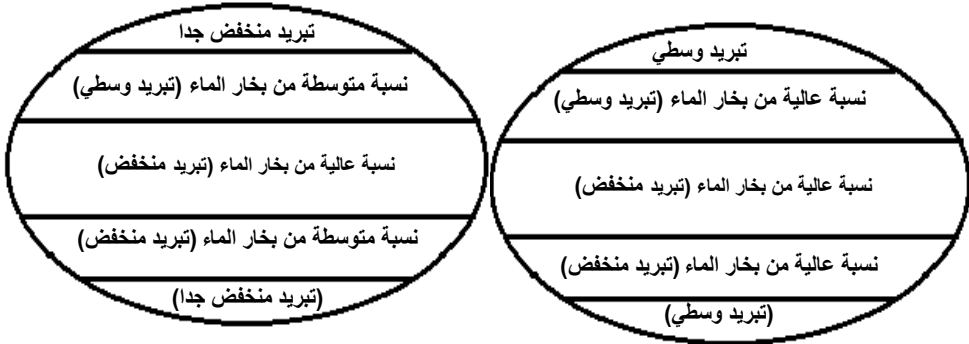 تبريد منخفض جدا
نسبة متوسطة من بخار الماء (تبريد وسطي)
نسبة عالية من بخار الماء (تبريد منخفض)
نسبة متوسطة من بخار الماء (تبريد منخفض)
(تبريد منخفض جدا)
تبريد وسطي
نسبة عالية من بخار الماء (تبريد وسطي)
نسبة عالية من بخار الماء (تبريد منخفض)
نسبة عالية من بخار الماء (تبريد منخفض)
(تبريد وسطي)